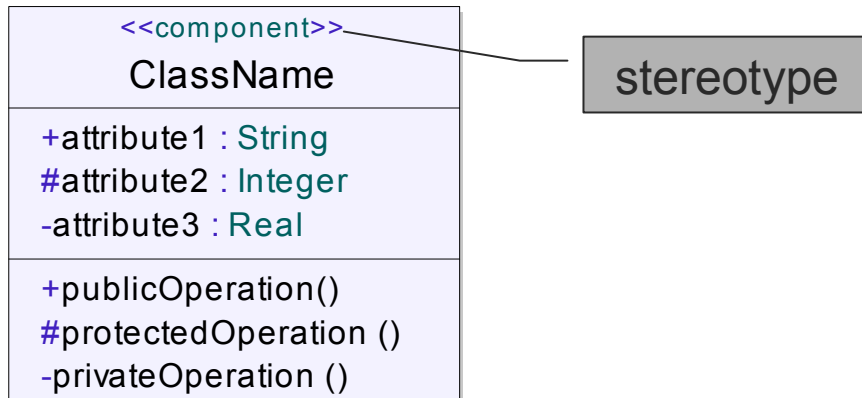 <<component>>
ClassName
stereotype
+attribute1 : String
#attribute2 : Integer
-attribute3 : Real
+publicOperation()
#protectedOperation ()
-privateOperation ()